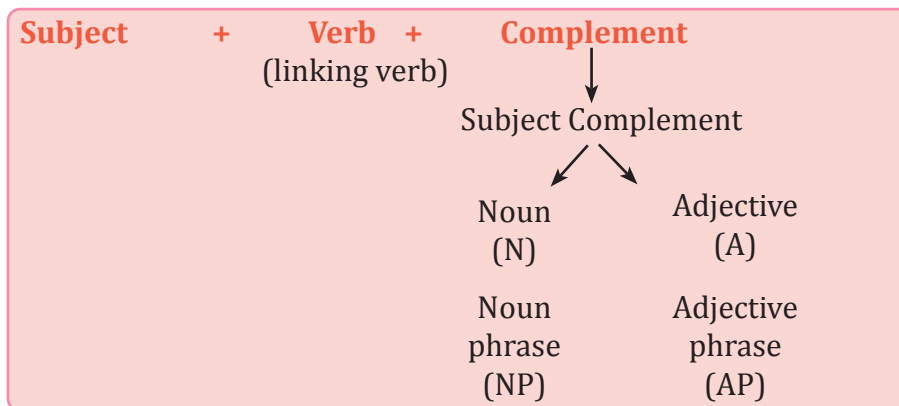 Subject + Verb + Complement
(linking verb)
Subject Complement
Noun Adjective
(N) (A)
Noun Adjective
phrase phrase
(NP) (AP)